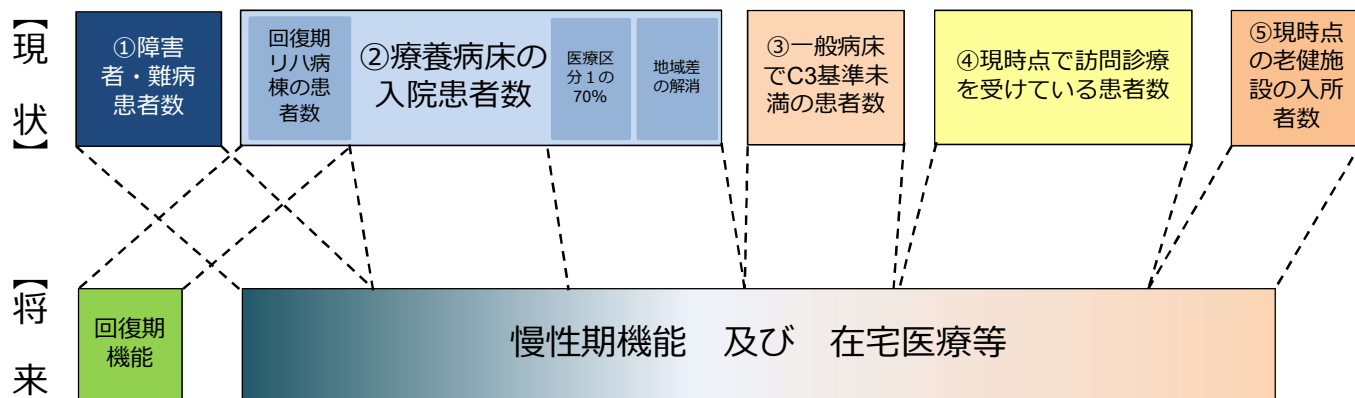 【現状】
①障害
者・難病
患者数
回復期
リハ病
棟の患
者数
②療養病床の
入院患者数
医療区
分１の
70%
地域差
の解消
③一般病床
でC3基準未
満の患者数
④現時点で訪問診療
を受けている患者数
⑤現時点
の老健施
設の入所
者数
【将来
回復期
機能
慢性期機能　及び　在宅医療等